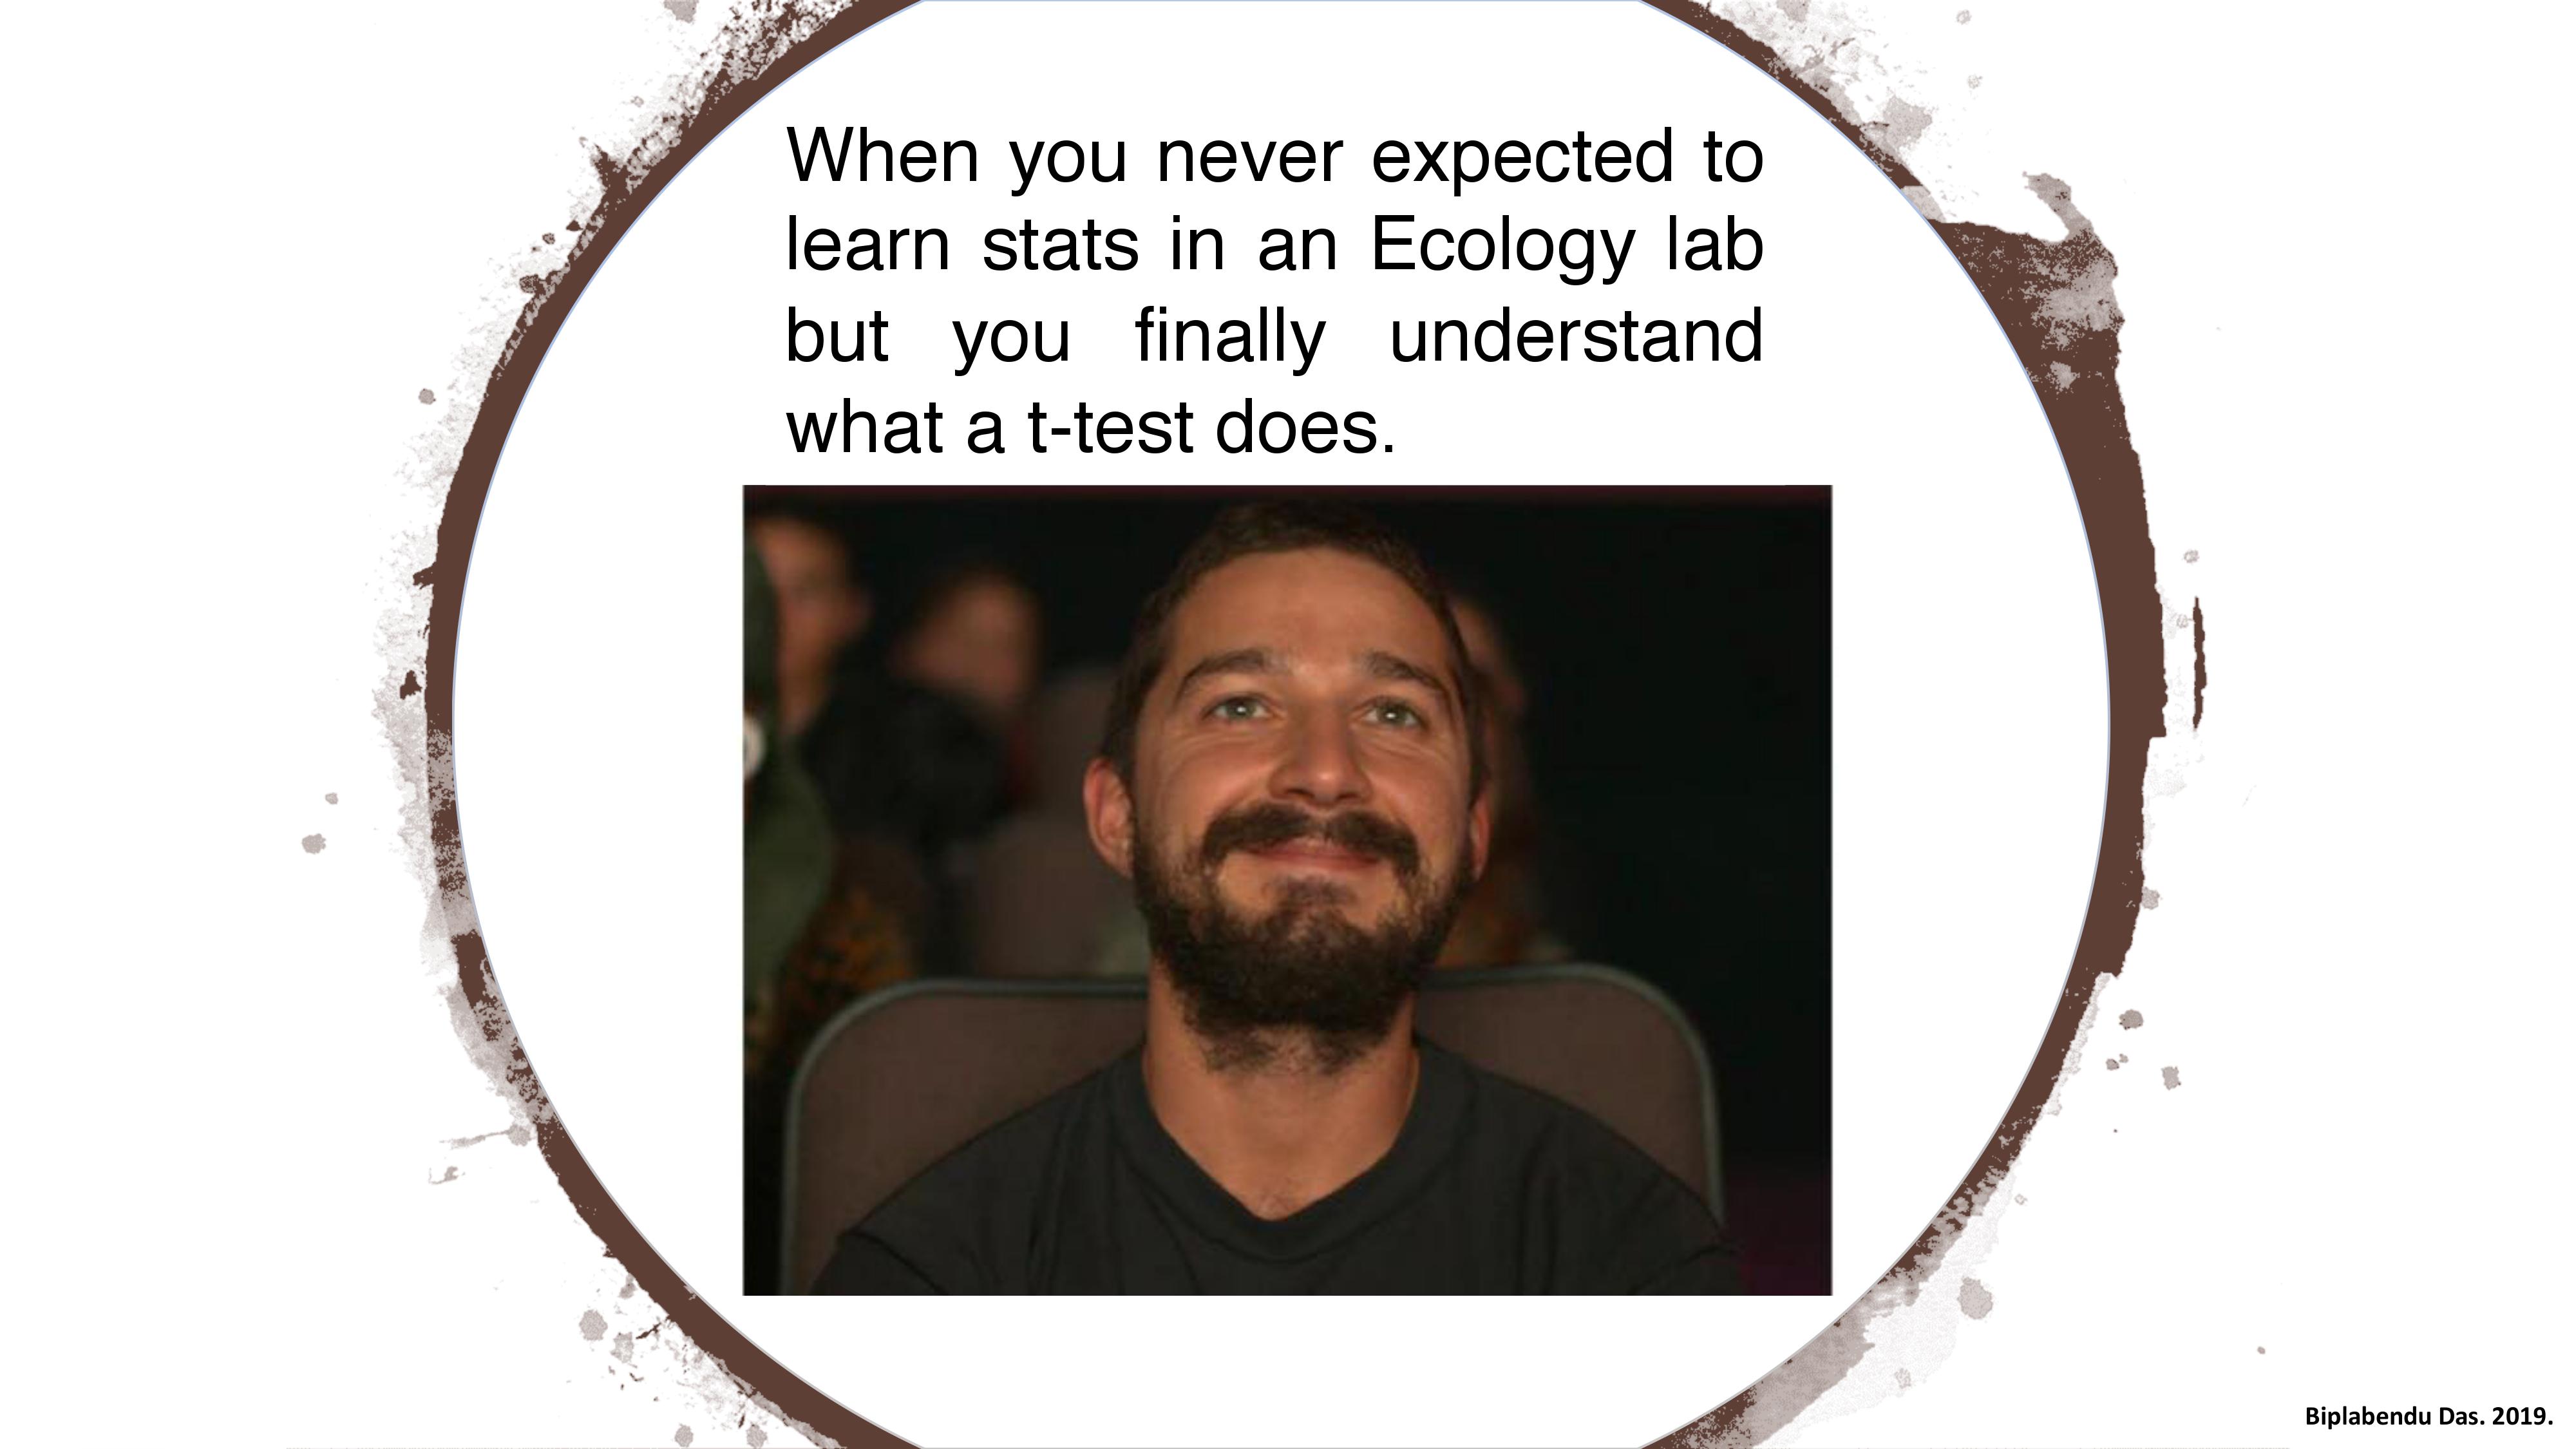 When you never expected to
learn stats in an Ecology lab
but you finally understand
what a t-test does.
Biplabendu Das. 2019.